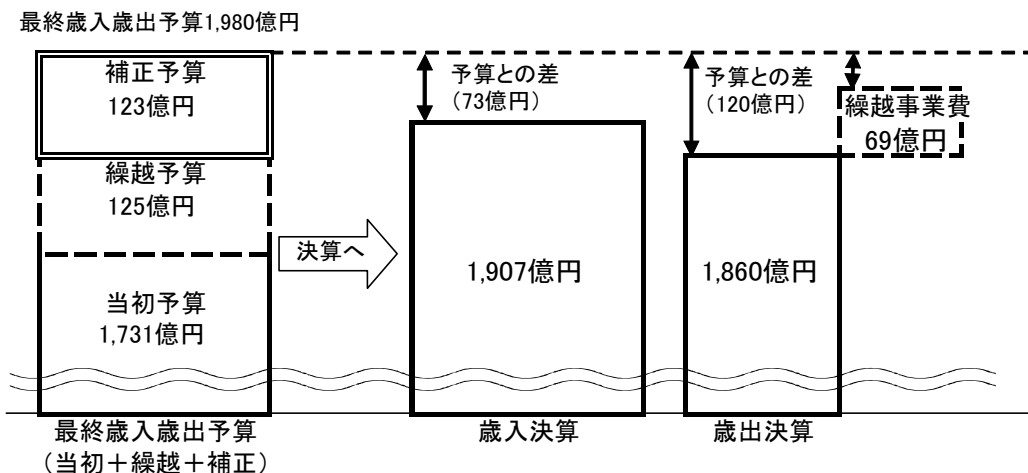 最終歳入歳出予算1,980億円
補正予算
123億円
繰越予算
125億円
当初予算
1,731億円
最終歳入歳出予算
(当初+繰越+補正)
決算へ
予算との差
(73億円)
1,907億円
歳入決算
予算との差
(120億円)
1,860億円
歳出決算
繰越事業費
69億円